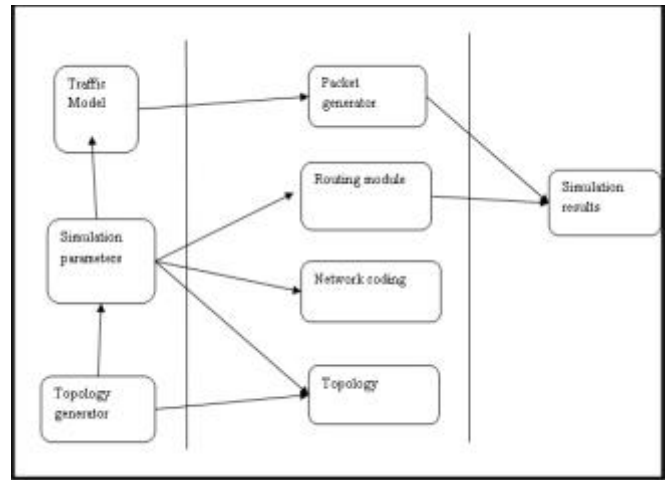 Traffic
Model
Packet
generator
Routing module
Simulation
results
Simulation
parameters
Network coding
Topology
generator
Topology